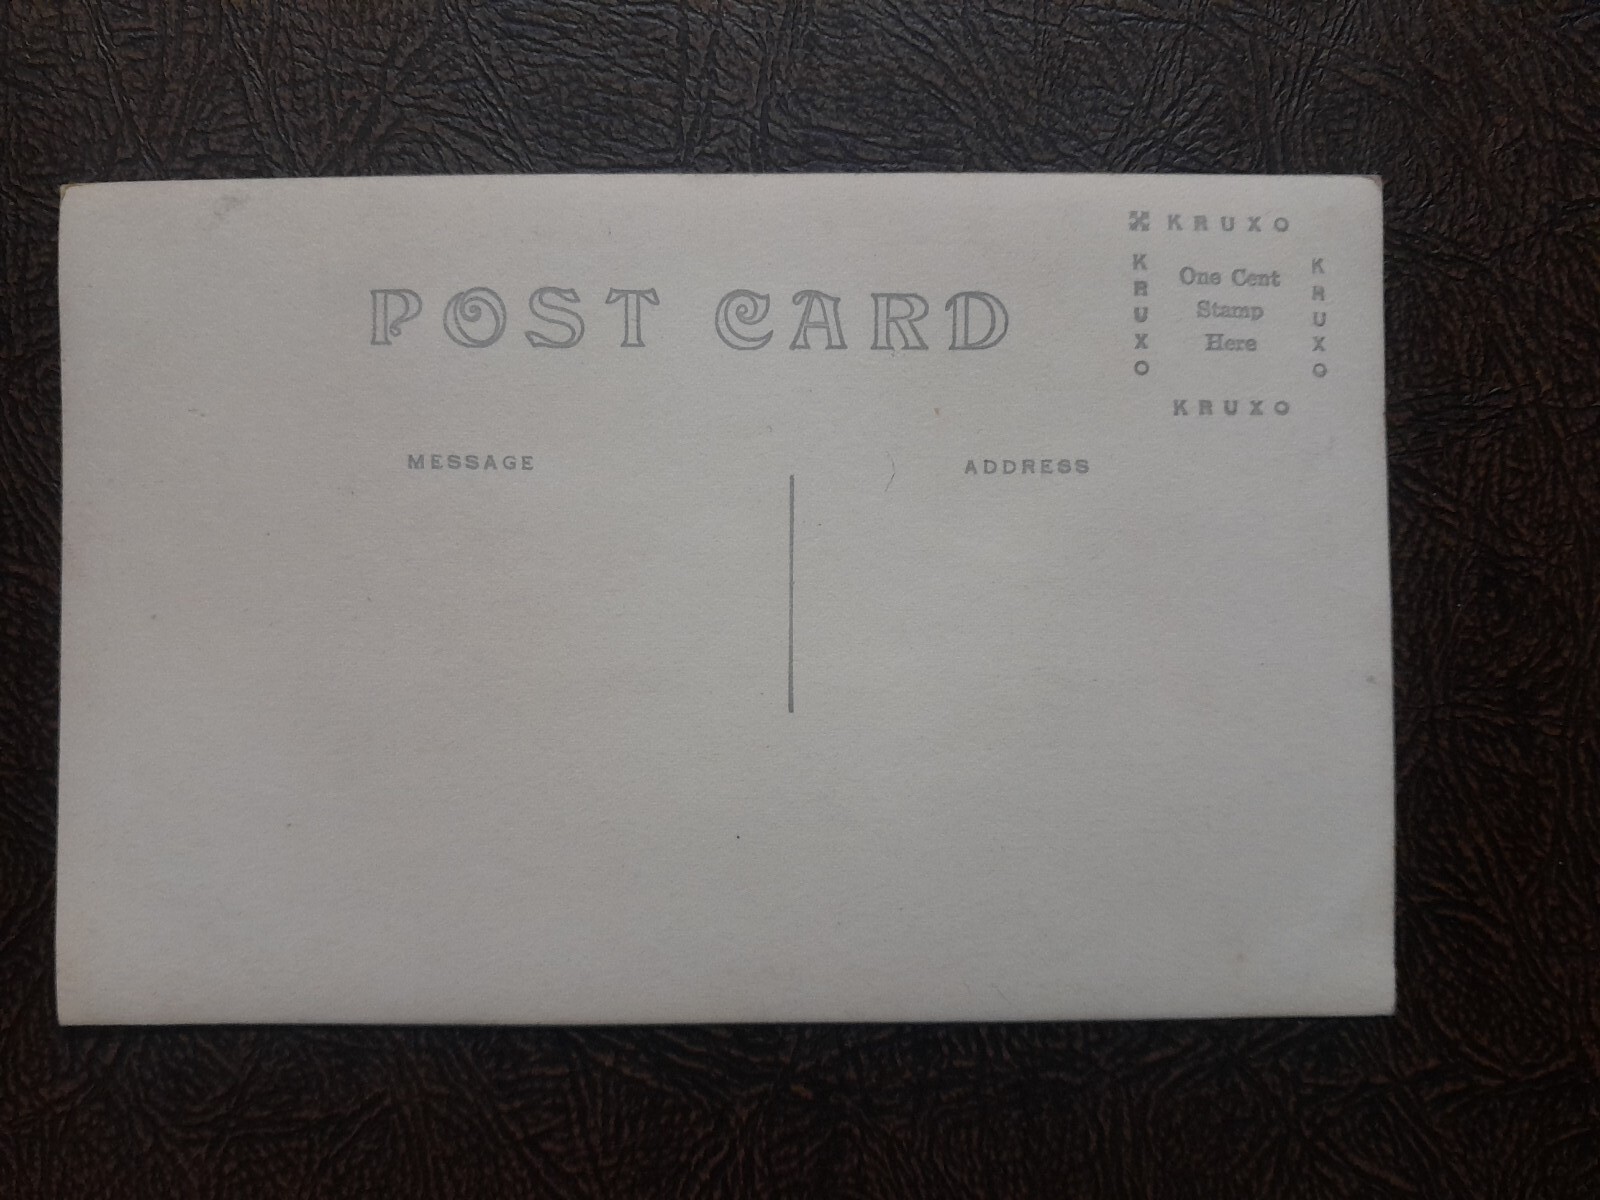 KRUXO
KRUXO
One Cent
Stamp
Here
KRUXO
KRUXO
POST CARD
MESSAGE
ADDRESS